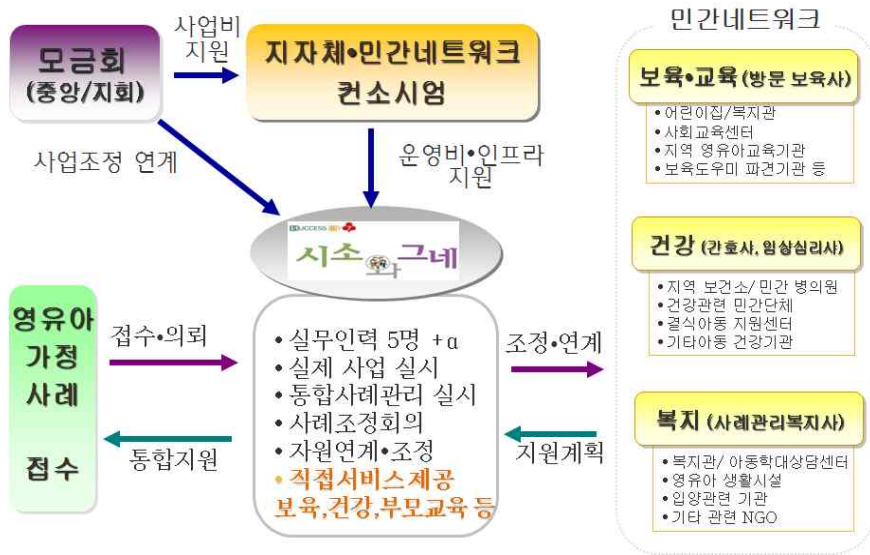 민간네트워크
모금회
(중앙/지회)
사업비
지원
지자체•민간네트워크
컨소시엄
사업조정 연계
운영비•인프라
지원
SUCCESS
시소와그네
영유아
가정
사례
접수
접수•의뢰
통합지원
• 실무인력 5명 +α
• 실제 사업 실시
• 통합사례관리 실시
• 사례조정회의
• 자원연계•조정
• 직접서비스제공
보육,건강,부모교육 등
조정•연계
지원계획
보육•교육 (방문 보육사)
• 어린이집/복지관
• 사회교육센터
• 지역 영유아교육기관
• 보육도우미 파견기관 등
건강 (간호사, 임상심리사)
• 지역 보건소/ 민간 병의원
• 건강관련 민간단체
• 결식아동 지원센터
• 기타아동 건강기관
복지 (사례관리복지사)
• 복지관/ 아동학대상담센터
• 영유아 생활시설
• 입양관련 기관
• 기타 관련 NGO